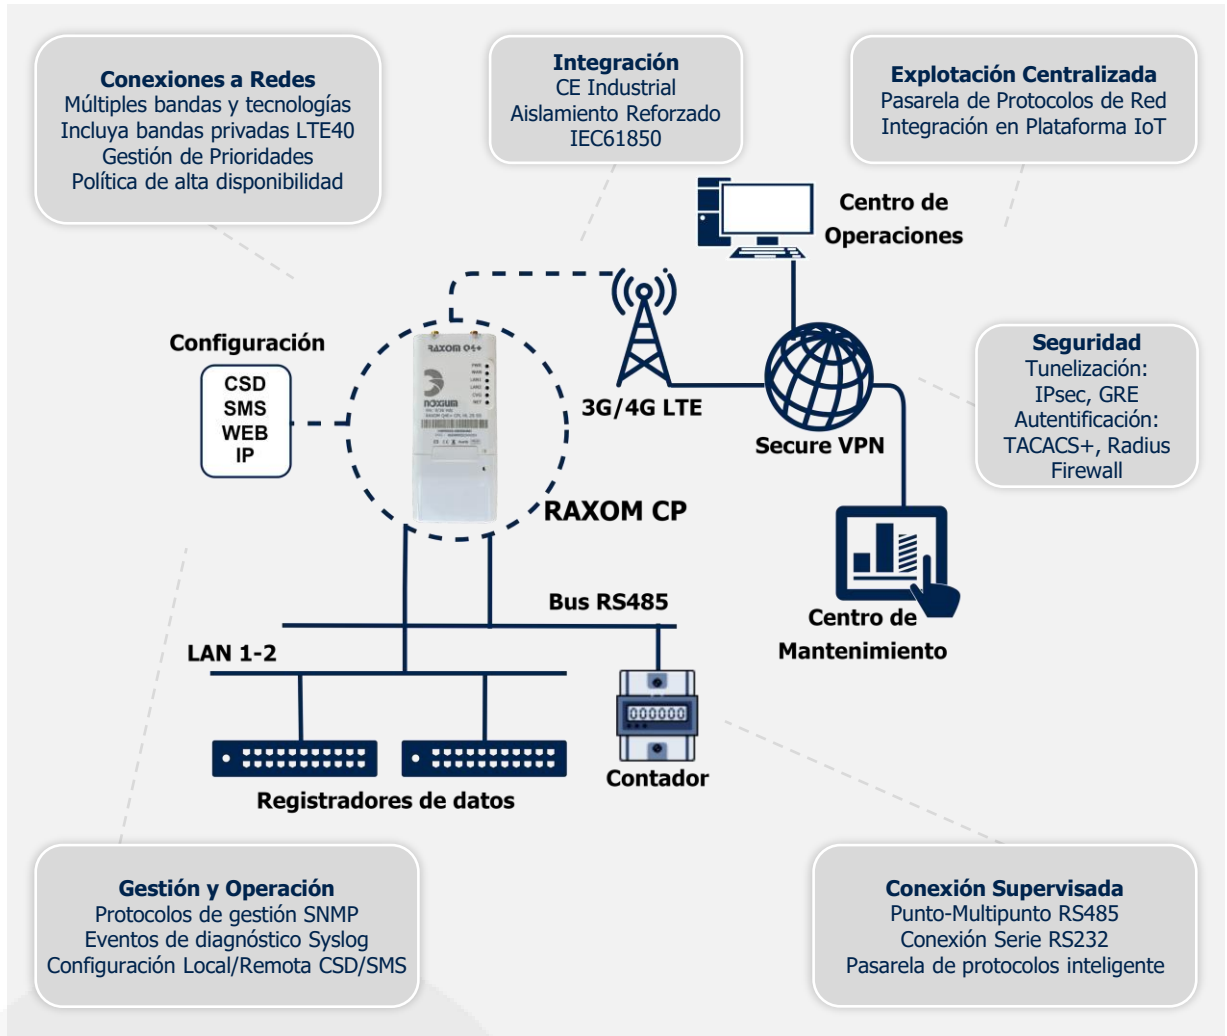 Conexiones a Redes
Múltiples bandas y tecnologías
Incluya bandas privadas LTE40
Gestión de Prioridades
Política de alta disponibilidad
Integración
CE Industrial
Aislamiento Reforzado
IEC61850
Explotación Centralizada
Pasarela de Protocolos de Red
Integración en Plataforma IoT
Centro de
Operaciones
Configuración
CSD
SMS
WEB
IP
RAXOM
PWR
WAN
LAN1
LAN2
noxium
RAXOM CP
3G/4G LTE
Secure VPN
Seguridad
Tunelización:
IPsec, GRE
Autentificación:
TACACS+, Radius
Firewall
Centro de
Mantenimiento
Bus RS485
LAN 1-2
000000
Contador
Registradores de datos
Gestión y Operación
Protocolos de gestión SNMP
Eventos de diagnóstico Syslog
Configuración Local/Remota CSD/SMS
Conexión Supervisada
Punto-Multipunto RS485
Conexión Serie RS232
Pasarela de protocolos inteligente